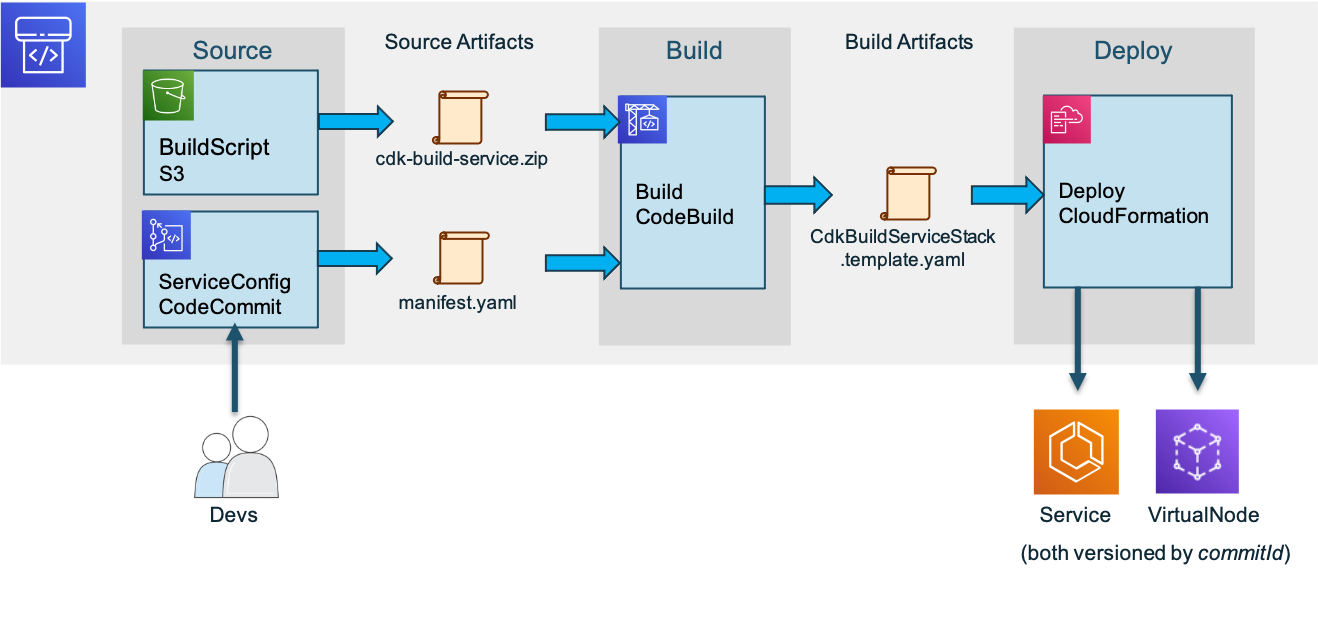 Source
Source Artifacts
Build
Build Artifacts
Deploy
BuildScript
S3
cdk-build-service.zip
Build
CodeBuild
Deploy
CloudFormation
CdkBuildServiceStack
.template.yaml
ServiceConfig
CodeCommit
manifest.yaml
Devs
Service
VirtualNode
(both versioned by commitId)